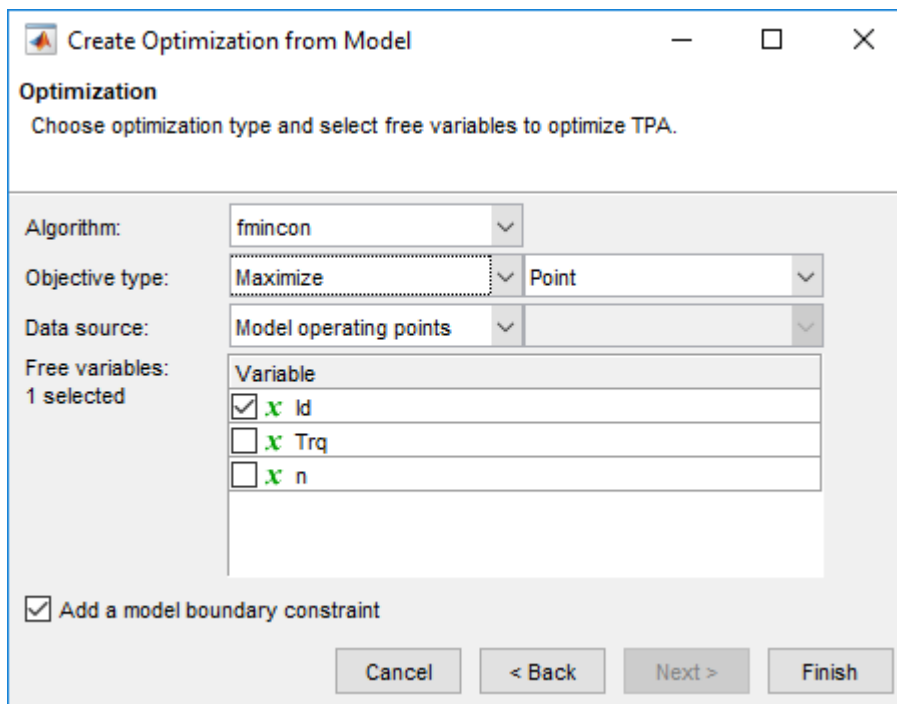 Create Optimization from Model
Optimization
Choose optimization type and select free variables to optimize TPA.
Algorithm: fmincon
Objective type: Maximize Point
Data source: Model operating points
Free variables:
1 selected
Variable
x Id
x Trq
x n
Add a model boundary constraint
Cancel < Back Next > Finish